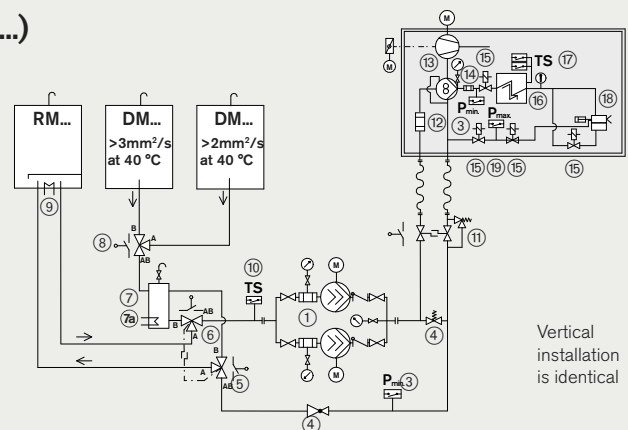 ...)
RM...
DM...
>3mm²/s
at 40 °C
DM...
>2mm²/s
at 40 °C
M
M
13
14
15
TS
17
8
Pmin.
16
18
12
3
Pmax.
15
19
15
15
9
8
B
A
AB
7
7a
10
TS
AB
B
A
6
M
1
M
11
4
B
A
AB
5
Pmin.
3
4
Vertical
installation
is identical